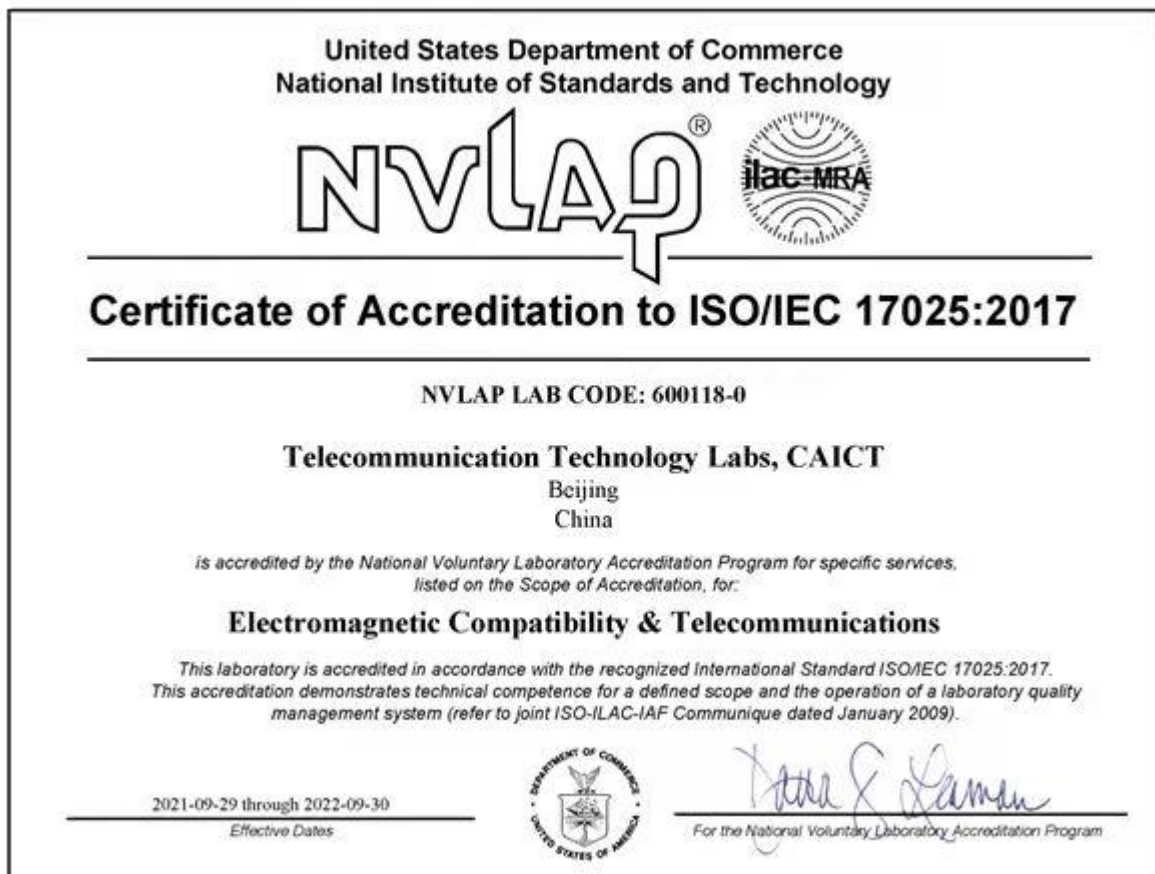 United States Department of Commerce
National Institute of Standards and Technology
NVLAP®
ilac-MRA
Certificate of Accreditation to ISO/IEC 17025:2017
NVLAP LAB CODE: 600118-0
Telecommunication Technology Labs, CAICT
Beijing
China
is accredited by the National Voluntary Laboratory Accreditation Program for specific services,
listed on the Scope of Accreditation, for:
Electromagnetic Compatibility & Telecommunications
This laboratory is accredited in accordance with the recognized International Standard ISO/IEC 17025:2017.
This accreditation demonstrates technical competence for a defined scope and the operation of a laboratory quality
management system (refer to joint ISO-ILAC-IAF Communique dated January 2009).
2021-09-29 through 2022-09-30
Effective Dates
DEPARTMENT OF COMMERCE
UNITED STATES OF AMERICA
For the National Voluntary Laboratory Accreditation Program